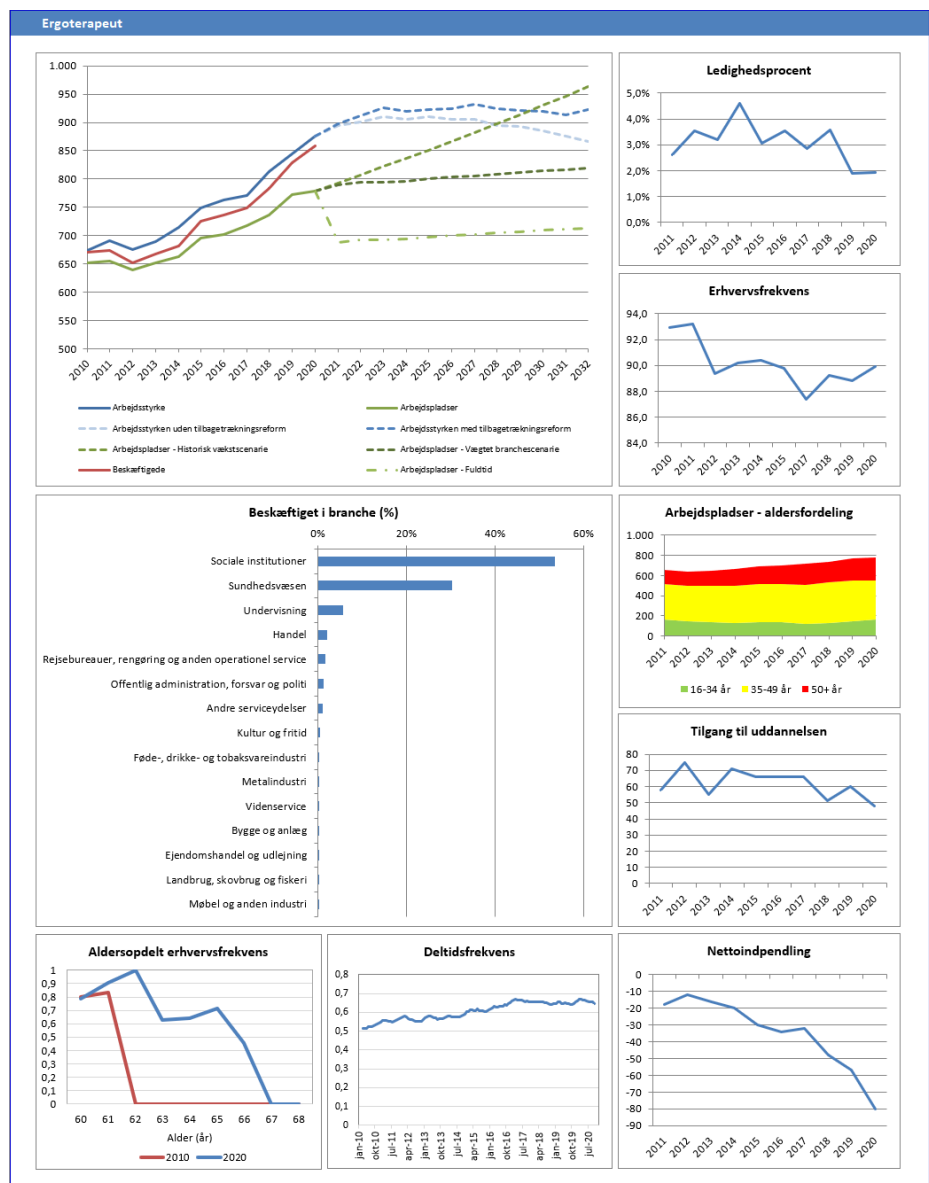 Ergoterapeut
1.000
950
900
850
800
750
700
650
600
550
500
2010 2011 2012 2013 2014 2015 2016 2017 2018 2019 2020 2021 2022 2023 2024 2025 2026 2027 2028 2029 2030 2031 2032
Arbejdsstyrke
Arbejdspladser
Arbejdsstyrken uden tilbagetrækningsreform
Arbejdsstyrken med tilbagetrækningsreform
Arbejdspladser - Historisk vækstscenarie
Arbejdspladser - Vægtet branchescenarie
Beskæftigede
Arbejdspladser - Fuldtid
Ledighedsprocent
5,0%
4,0%
3,0%
2,0%
1,0%
0,0%
2011 2012 2013 2014 2015 2016 2017 2018 2019 2020
Erhvervsfrekvens
94,0
92,0
90,0
88,0
86,0
84,0
2010 2011 2012 2013 2014 2015 2016 2017 2018 2019 2020
Beskæftiget i branche (%)
0% 20% 40% 60%
Sociale institutioner
Sundhedsvæsen
Undervisning
Handel
Rejsebureauer, rengøring og anden operationel service
Offentlig administration, forsvar og politi
Andre serviceydelser
Kultur og fritid
Føde-, drikke- og tobaksvareindustri
Metalindustri
Videnservice
Bygge og anlæg
Ejendomshandel og udlejning
Landbrug, skovbrug og fiskeri
Møbel og anden industri
Arbejdspladser - aldersfordeling
1.000
800
600
400
200
0
2011 2012 2013 2014 2015 2016 2017 2018 2019 2020
16-34 år 35-49 år 50+ år
Tilgang til uddannelsen
80
70
60
50
40
30
20
10
0
2011 2012 2013 2014 2015 2016 2017 2018 2019 2020
Aldersopdelt erhvervsfrekvens
1
0,9
0,8
0,7
0,6
0,5
0,4
0,3
0,2
0,1
0
60 61 62 63 64 65 66 67 68
Alder (år)
2010 2020
Deltidsfrekvens
0,8
0,7
0,6
0,5
0,4
0,3
0,2
0,1
0
jan-10 okt-10 jul-11 apr-12 jan-13 okt-13 jul-14 apr-15 jan-16 okt-16 jul-17 apr-18 jan-19 okt-19 jul-20
Nettoindpendling
0
-10
-20
-30
-40
-50
-60
-70
-80
-90
2011 2012 2013 2014 2015 2016 2017 2018 2019 2020